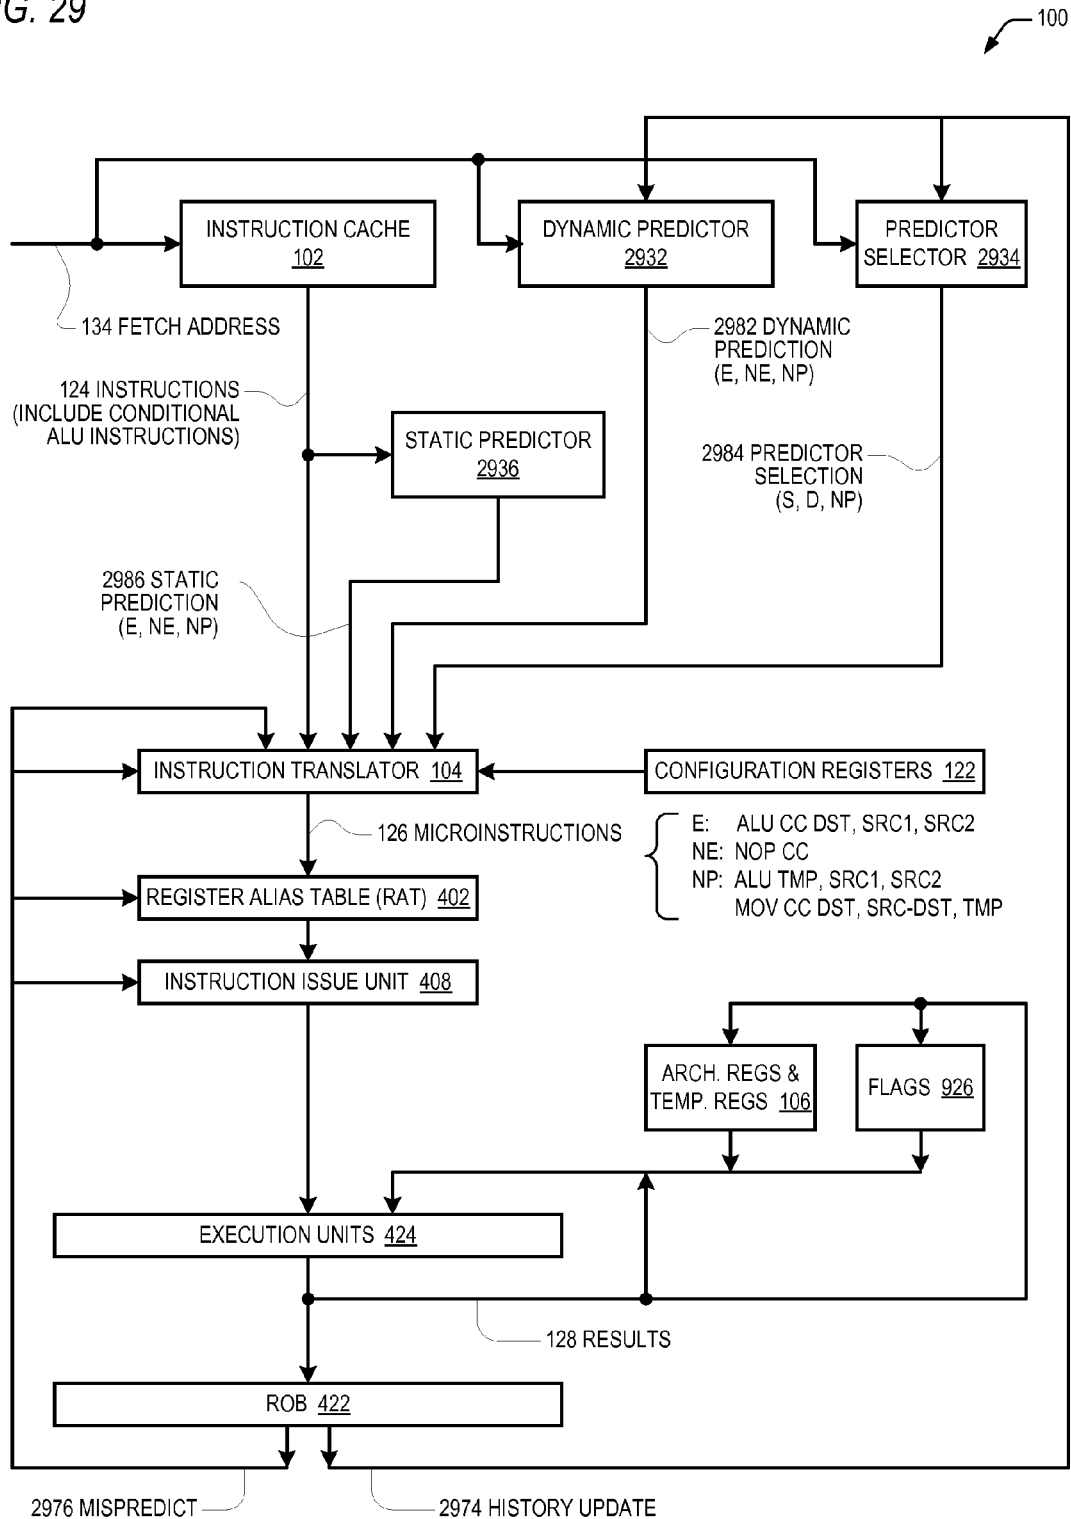 G. 29
100
INSTRUCTION CACHE
102
DYNAMIC PREDICTOR
2932
PREDICTOR
SELECTOR 2934
134 FETCH ADDRESS
2982 DYNAMIC
PREDICTION
(E, NE, NP)
124 INSTRUCTIONS
(INCLUDE CONDITIONAL
ALU INSTRUCTIONS)
STATIC PREDICTOR
2936
2984 PREDICTOR
SELECTION
(S, D, NP)
2986 STATIC
PREDICTION
(E, NE, NP)
INSTRUCTION TRANSLATOR 104
CONFIGURATION REGISTERS 122
126 MICROINSTRUCTIONS
E: ALU CC DST, SRC1, SRC2
NE: NOP CC
NP: ALU TMP, SRC1, SRC2
MOV CC DST, SRC-DST, TMP
REGISTER ALIAS TABLE (RAT) 402
INSTRUCTION ISSUE UNIT 408
ARCH. REGS &
TEMP. REGS 106
FLAGS 926
EXECUTION UNITS 424
128 RESULTS
ROB 422
2976 MISPREDICT
2974 HISTORY UPDATE